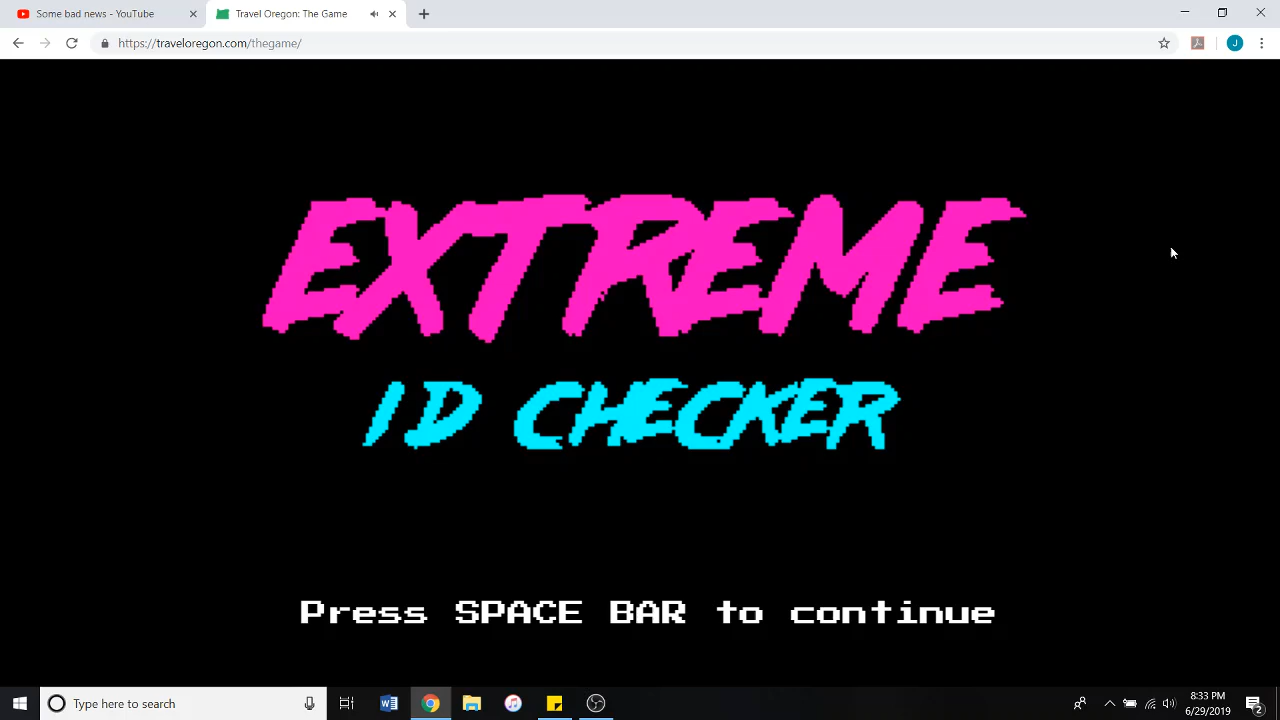 Some bad news - YouTube
Travel Oregon: The Game
https://traveloregon.com/thegame/
J
EXTREME
ID CHECKER
Press SPACE BAR to continue
Type here to search
8:33 PM
6/29/2019
2